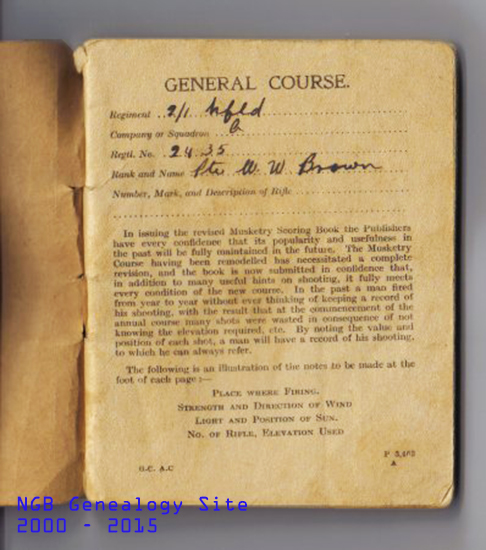 GENERAL COURSE.
Regiment 2/1 Nfld
Company or Squadron
Regtl. No. 2435
Rank and Name Pte W. W Brown
Number, Mark, and Description of Rifle
In issuing the revised Musketry Scoring Book the Publishers
have every confidence that its popularity and usefulness in
the past will be fully maintained in the future. The Musketry
Course having been remodelled has necessitated a complete
revision, and the book is now submitted in confidence that,
in addition to many useful hints on shooting, it fully meets
every condition of the new course. In the past a man fired
from year to year without ever thinking of keeping a record of
his shooting, with the result that at the commencement of the
annual course many shots were wasted in consequence of not
knowing the elevation required, etc. By noting the value and
position of each shot, a man will have a record of his shooting,
to which he can always refer.
The following is an illustration of the notes to be made at the
foot of each page :—
PLACE WHERE FIRING.
STRENGTH AND DIRECTION OF WIND
LIGHT AND POSITION OF SUN.
NO. OF RIFLE, ELEVATION USED
G.C. A.C
P
A
NGB Genealogy Site
2000 - 2015